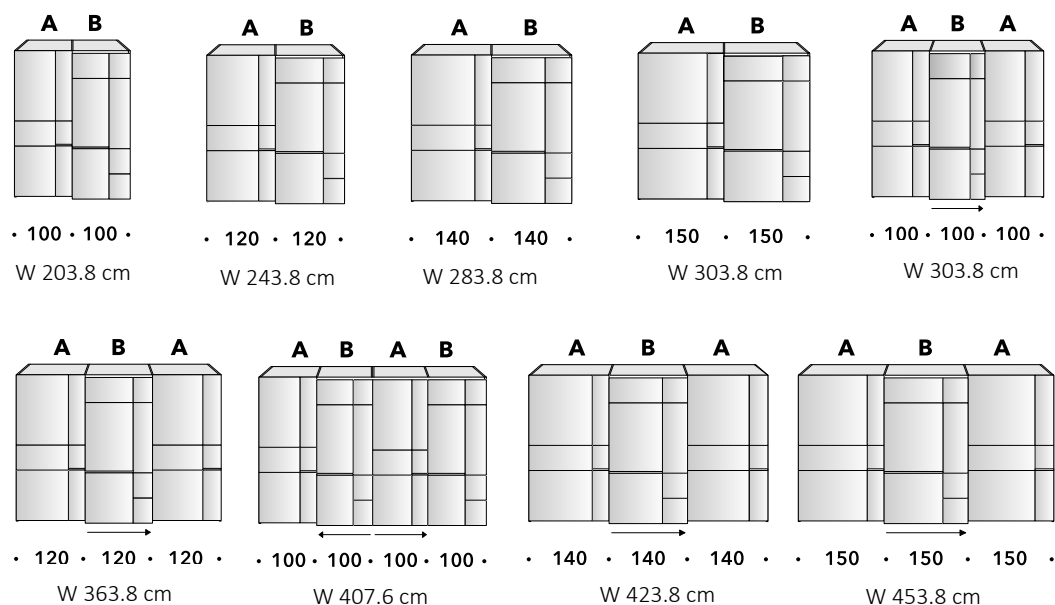 A B
· 100 · 100 ·
W 203.8 cm
A B
· 120 · 120 ·
W 243.8 cm
A B
· 140 · 140 ·
W 283.8 cm
A B
· 150 · 150 ·
W 303.8 cm
A B A
· 100 · 100 · 100 ·
W 303.8 cm
A B A
· 120 · 120 · 120 ·
W 363.8 cm
A B A B
· 100 · 100 · 100 · 100 ·
W 407.6 cm
A B A
· 140 · 140 · 140 ·
W 423.8 cm
A B A
· 150 · 150 · 150 ·
W 453.8 cm